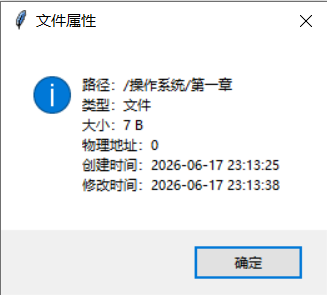 文件属性
路径：/操作系统/第一章
类型：文件
大小：7 B
物理地址：0
创建时间：2026-06-17 23:13:25
修改时间：2026-06-17 23:13:38
确定